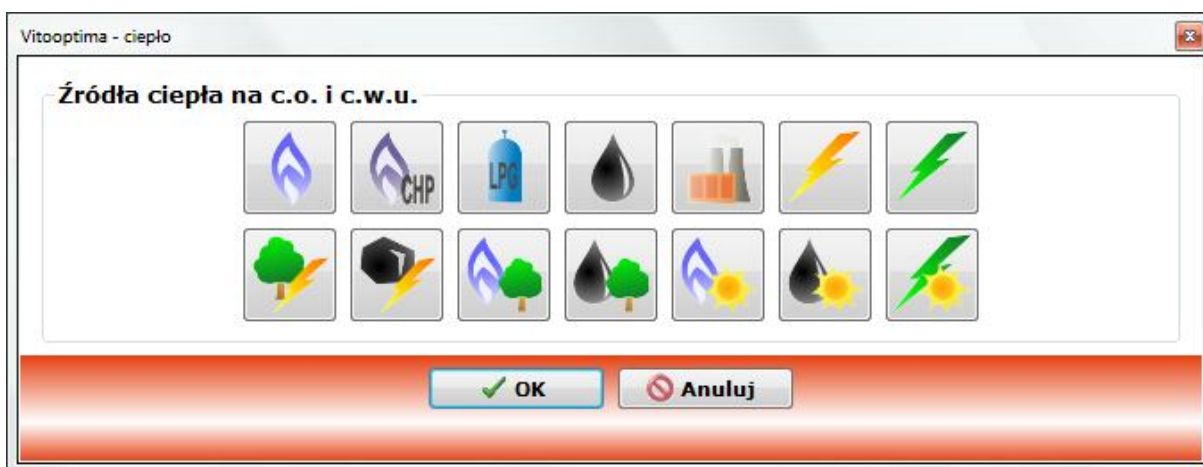 Vitooptima - ciepło
Źródła ciepła na c.o. i c.w.u.
CHP
LPG
OK
Anuluj